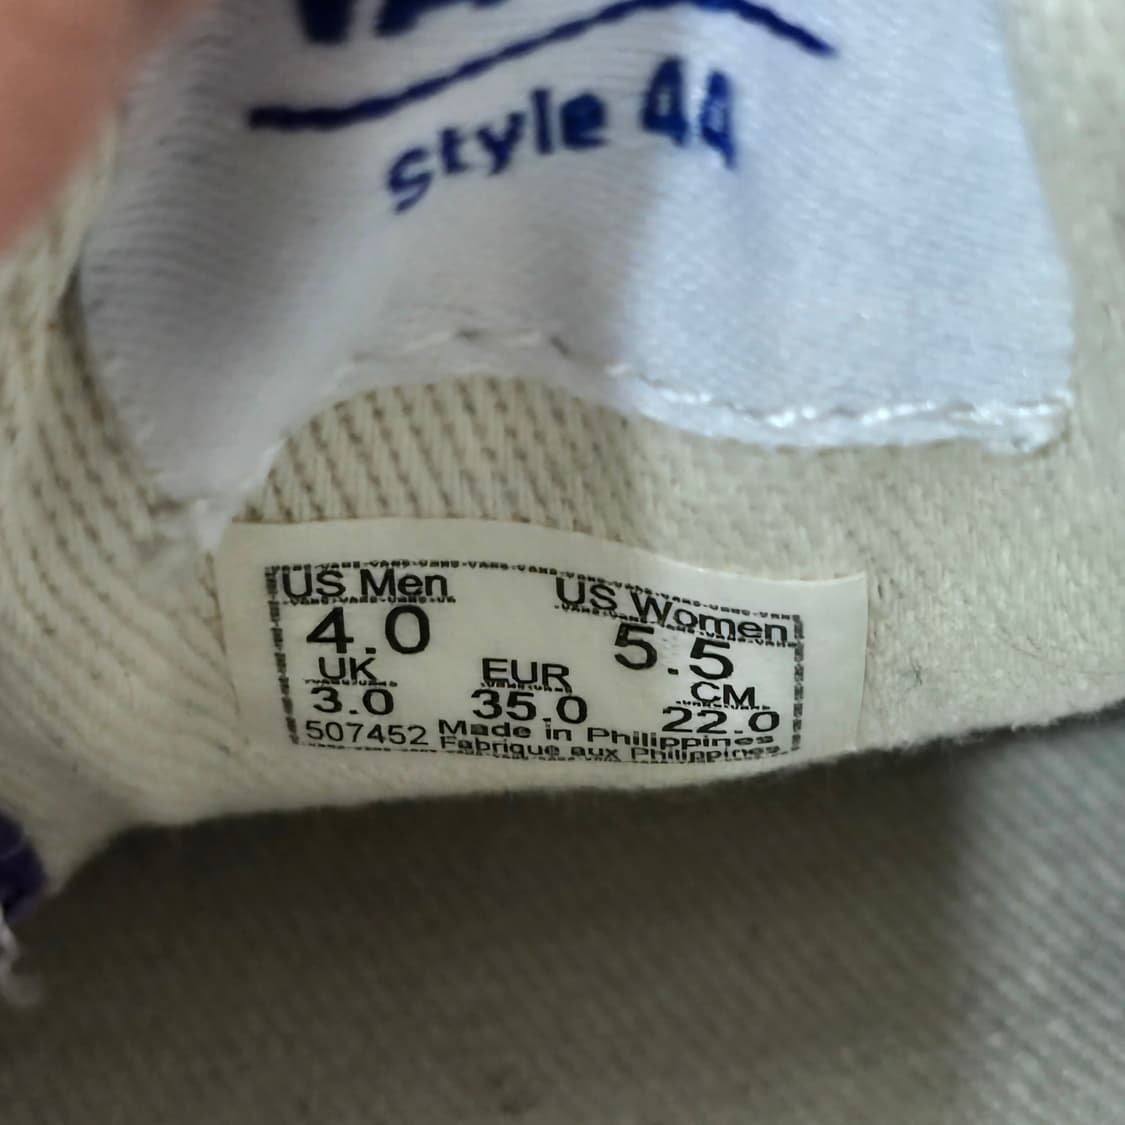 style 44
US Men US Women
4.0 5.5
UK EUR CM
3.0 35.0 22.0
507452 Made in Philippines
Fabrique aux Philippines